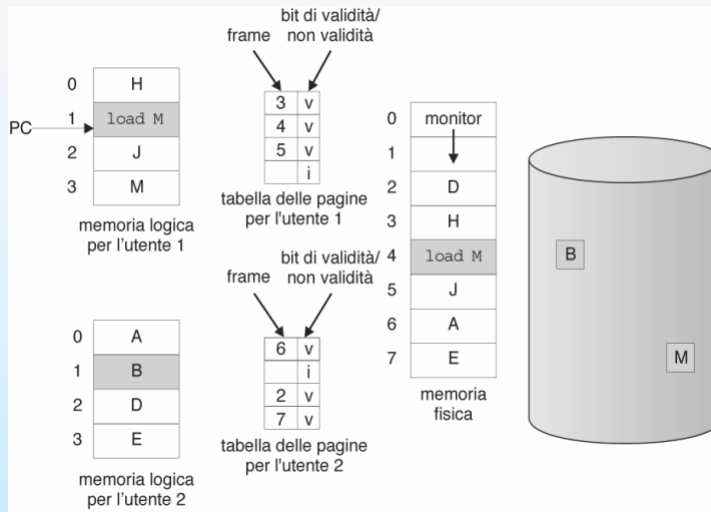 bit di validità/
frame non validità
0 H
1 load M
PC
2 J
3 M
memoria logica
per l'utente 1
3 v
4 v
5 v
i
tabella delle pagine
per l'utente 1
bit di validità/
frame non validità
0 A
1 B
2 D
3 E
memoria logica
per l'utente 2
6 v
i
2 v
7 v
tabella delle pagine
per l'utente 2
0 monitor
1
2 D
3 H
4 load M
5 J
6 A
7 E
memoria
fisica
B
M